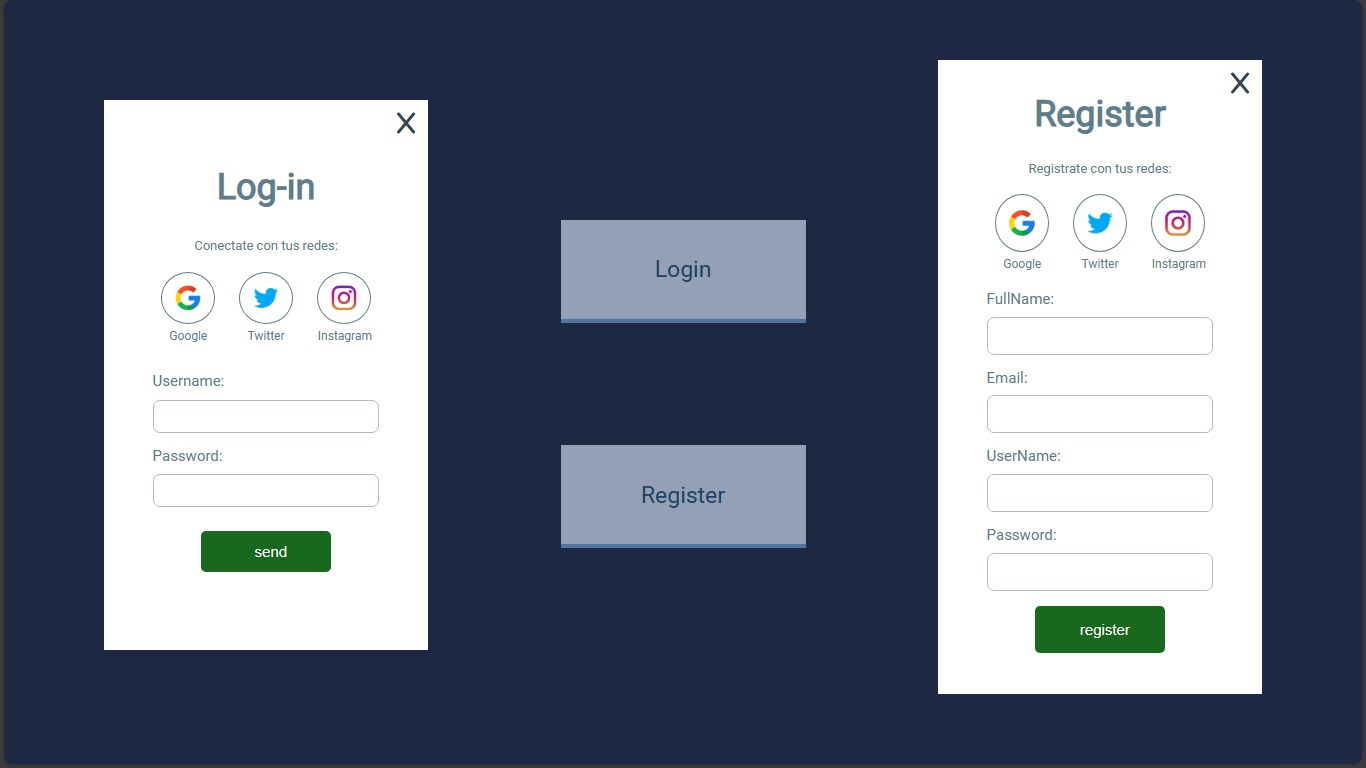 X
Log-in
Conectate con tus redes:
Google Twitter Instagram
Username:
Password:
send
Login
Register
X
Register
Registrate con tus redes:
Google Twitter Instagram
FullName:
Email:
UserName:
Password:
register